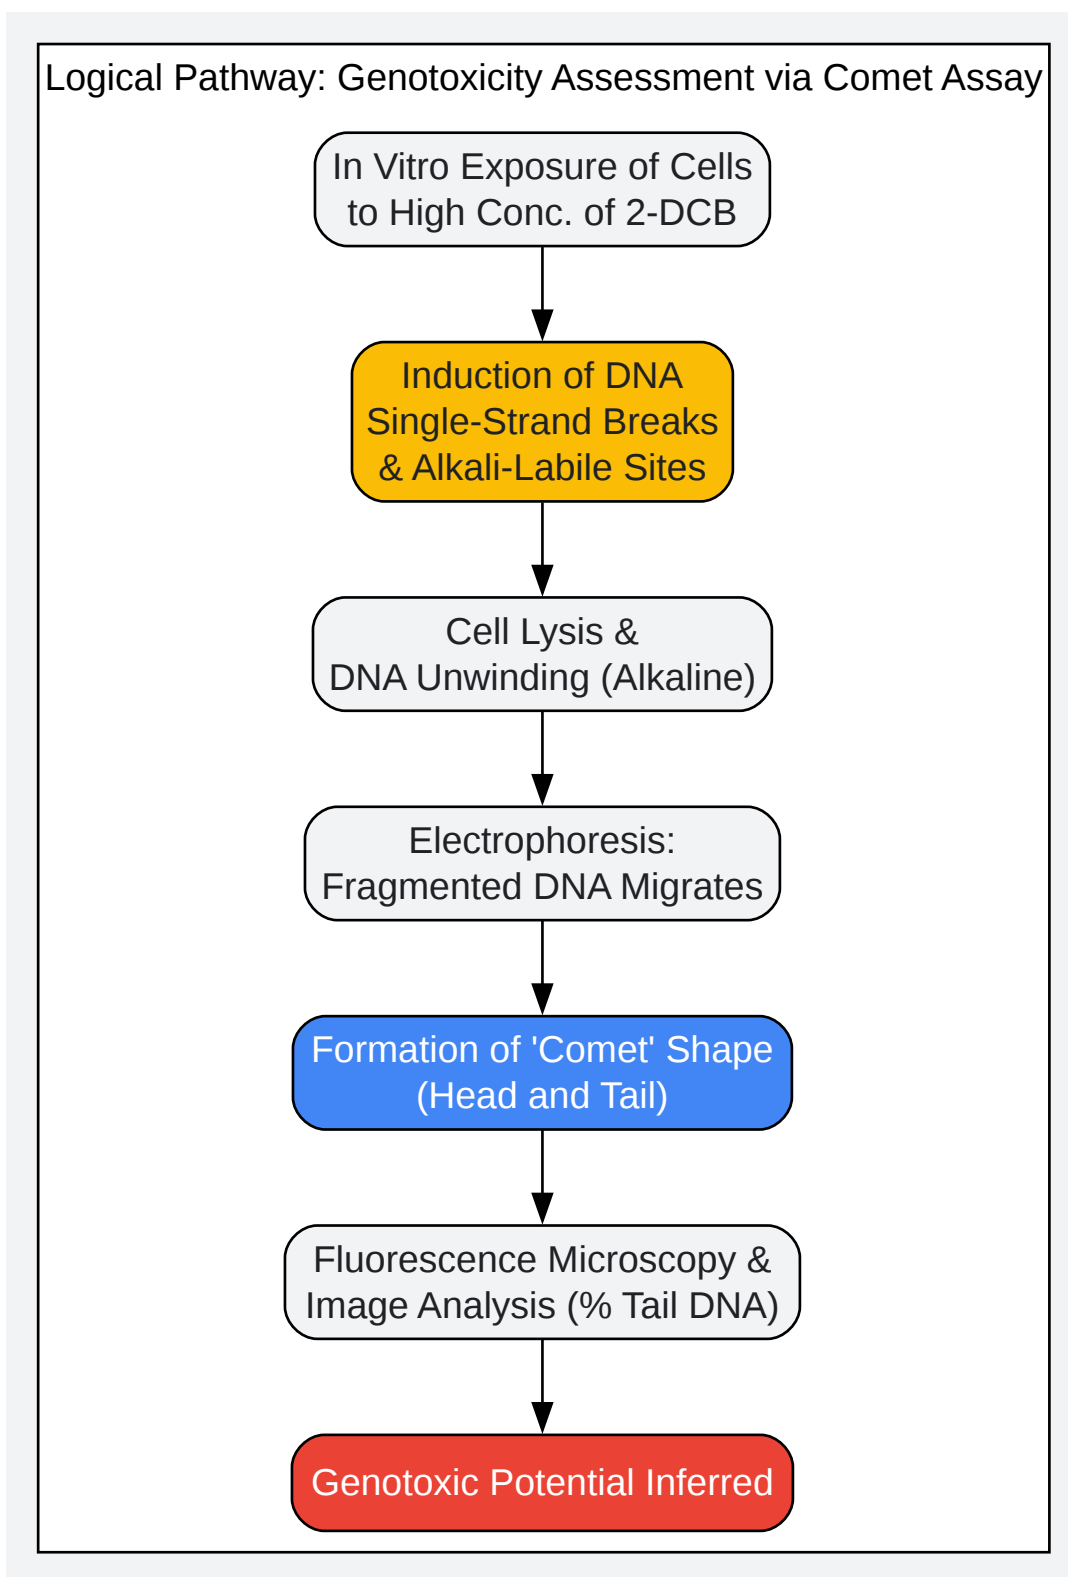 Logical Pathway: Genotoxicity Assessment via Comet Assay
In Vitro Exposure of Cells
to High Conc. of 2-DCB
Induction of DNA
Single-Strand Breaks
& Alkali-Labile Sites
Cell Lysis &
DNA Unwinding (Alkaline)
Electrophoresis:
Fragmented DNA Migrates
Formation of 'Comet' Shape
(Head and Tail)
Fluorescence Microscopy &
Image Analysis (% Tail DNA)
Genotoxic Potential Inferred